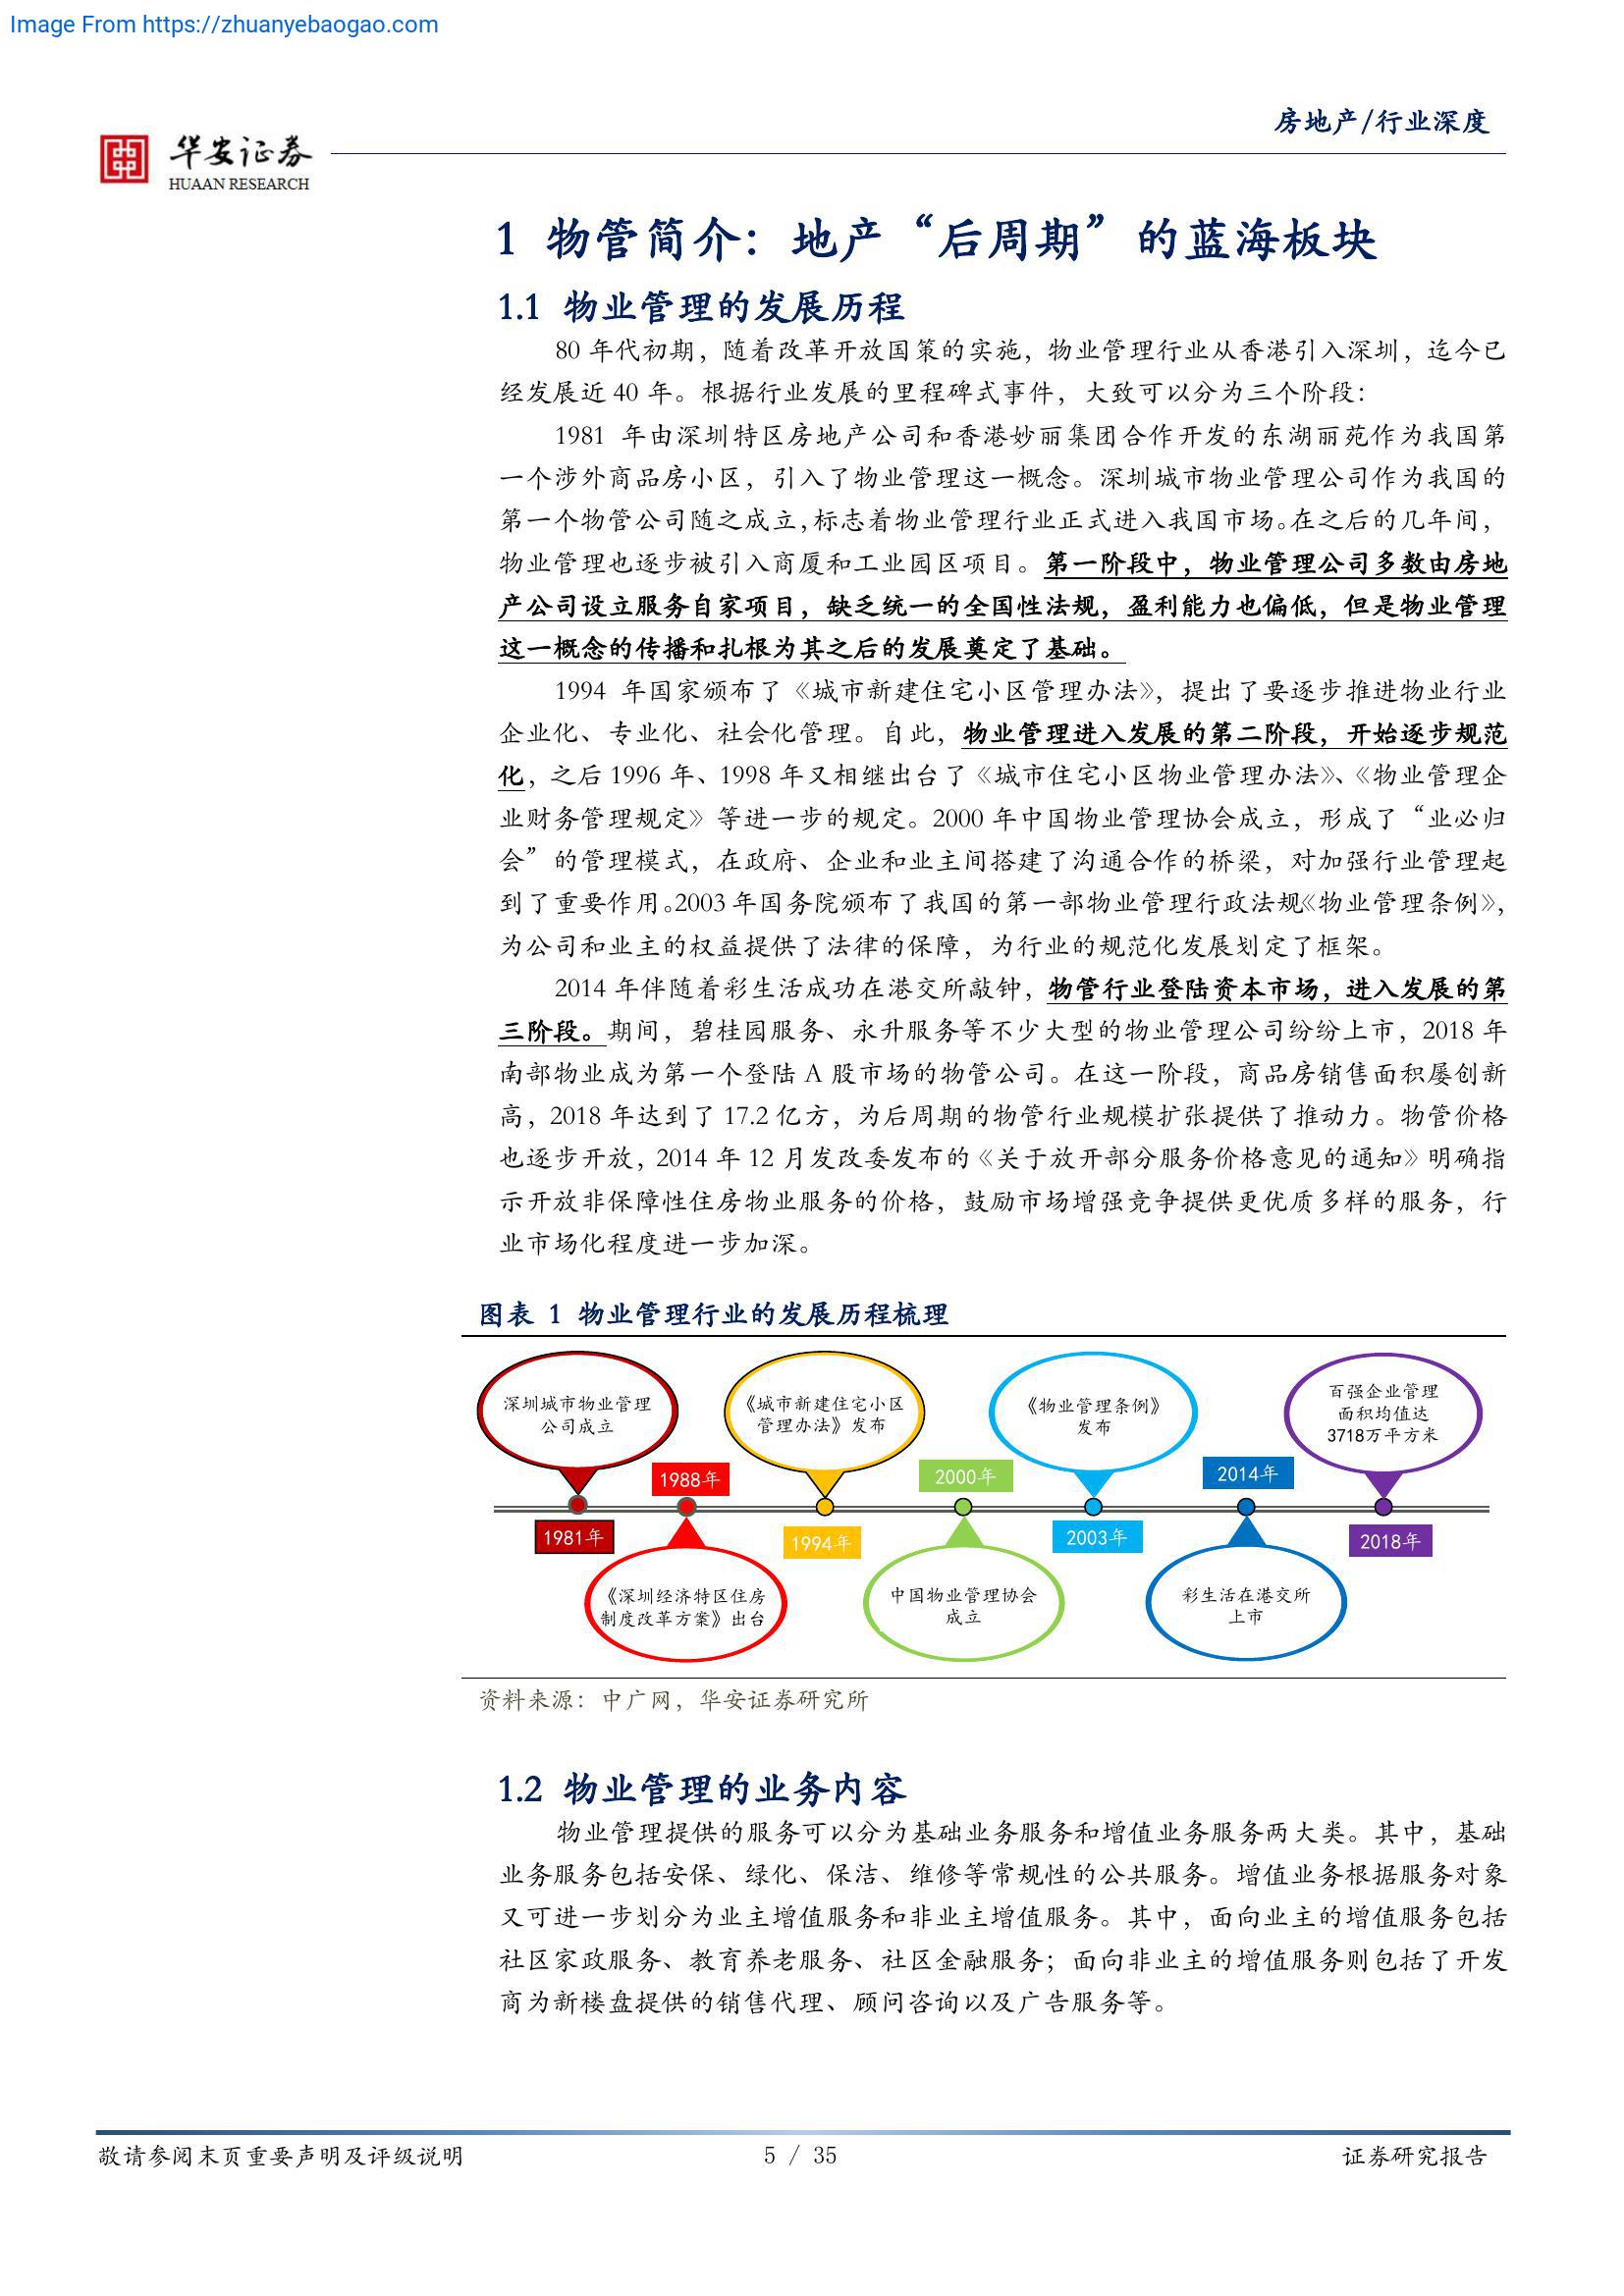 Image From https://zhuanyebaogao.com
房地产/行业深度
华安证券
HUAAN RESEARCH
1 物管简介：地产“后周期”的蓝海板块
1.1 物业管理的发展历程
80 年代初期，随着改革开放国策的实施，物业管理行业从香港引入深圳，迄今已
经发展近 40 年。根据行业发展的里程碑式事件，大致可以分为三个阶段：
1981 年由深圳特区房地产公司和香港妙丽集团合作开发的东湖丽苑作为我国第
一个涉外商品房小区，引入了物业管理这一概念。深圳城市物业管理公司作为我国的
第一个物管公司随之成立，标志着物业管理行业正式进入我国市场。在之后的几年间，
物业管理也逐步被引入商厦和工业园区项目。第一阶段中，物业管理公司多数由房地
产公司设立服务自家项目，缺乏统一的全国性法规，盈利能力也偏低，但是物业管理
这一概念的传播和扎根为其之后的发展奠定了基础。
1994 年国家颁布了《城市新建住宅小区管理办法》，提出了要逐步推进物业行业
企业化、专业化、社会化管理。自此，物业管理进入发展的第二阶段，开始逐步规范
化，之后 1996 年、1998 年又相继出台了《城市住宅小区物业管理办法》、《物业管理企
业财务管理规定》等进一步的规定。2000 年中国物业管理协会成立，形成了“业必归
会”的管理模式，在政府、企业和业主间搭建了沟通合作的桥梁，对加强行业管理起
到了重要作用。2003 年国务院颁布了我国的第一部物业管理行政法规《物业管理条例》，
为公司和业主的权益提供了法律的保障，为行业的规范化发展划定了框架。
2014 年伴随着彩生活成功在港交所敲钟，物管行业登陆资本市场，进入发展的第
三阶段。期间，碧桂园服务、永升服务等不少大型的物业管理公司纷纷上市，2018 年
南部物业成为第一个登陆 A 股市场的物管公司。在这一阶段，商品房销售面积屡创新
高，2018 年达到了 17.2 亿方，为后周期的物管行业规模扩张提供了推动力。物管价格
也逐步开放，2014 年 12 月发改委发布的《关于放开部分服务价格意见的通知》明确指
示开放非保障性住房物业服务的价格，鼓励市场增强竞争提供更优质多样的服务，行
业市场化程度进一步加深。
图表 1 物业管理行业的发展历程梳理
深圳城市物业管理
公司成立
《城市新建住宅小区
管理办法》发布
《物业管理条例》
发布
百强企业管理
面积均值达
3718万平方米
1988年
2000年
2014年
1981年
1994年
2003年
2018年
《深圳经济特区住房
制度改革方案》出台
中国物业管理协会
成立
彩生活在港交所
上市
资料来源：中广网，华安证券研究所
1.2 物业管理的业务内容
物业管理提供的服务可以分为基础业务服务和增值业务服务两大类。其中，基础
业务服务包括安保、绿化、保洁、维修等常规性的公共服务。增值业务根据服务对象
又可进一步划分为业主增值服务和非业主增值服务。其中，面向业主的增值服务包括
社区家政服务、教育养老服务、社区金融服务；面向非业主的增值服务则包括了开发
商为新楼盘提供的销售代理、顾问咨询以及广告服务等。
敬请参阅末页重要声明及评级说明
5 / 35
证券研究报告